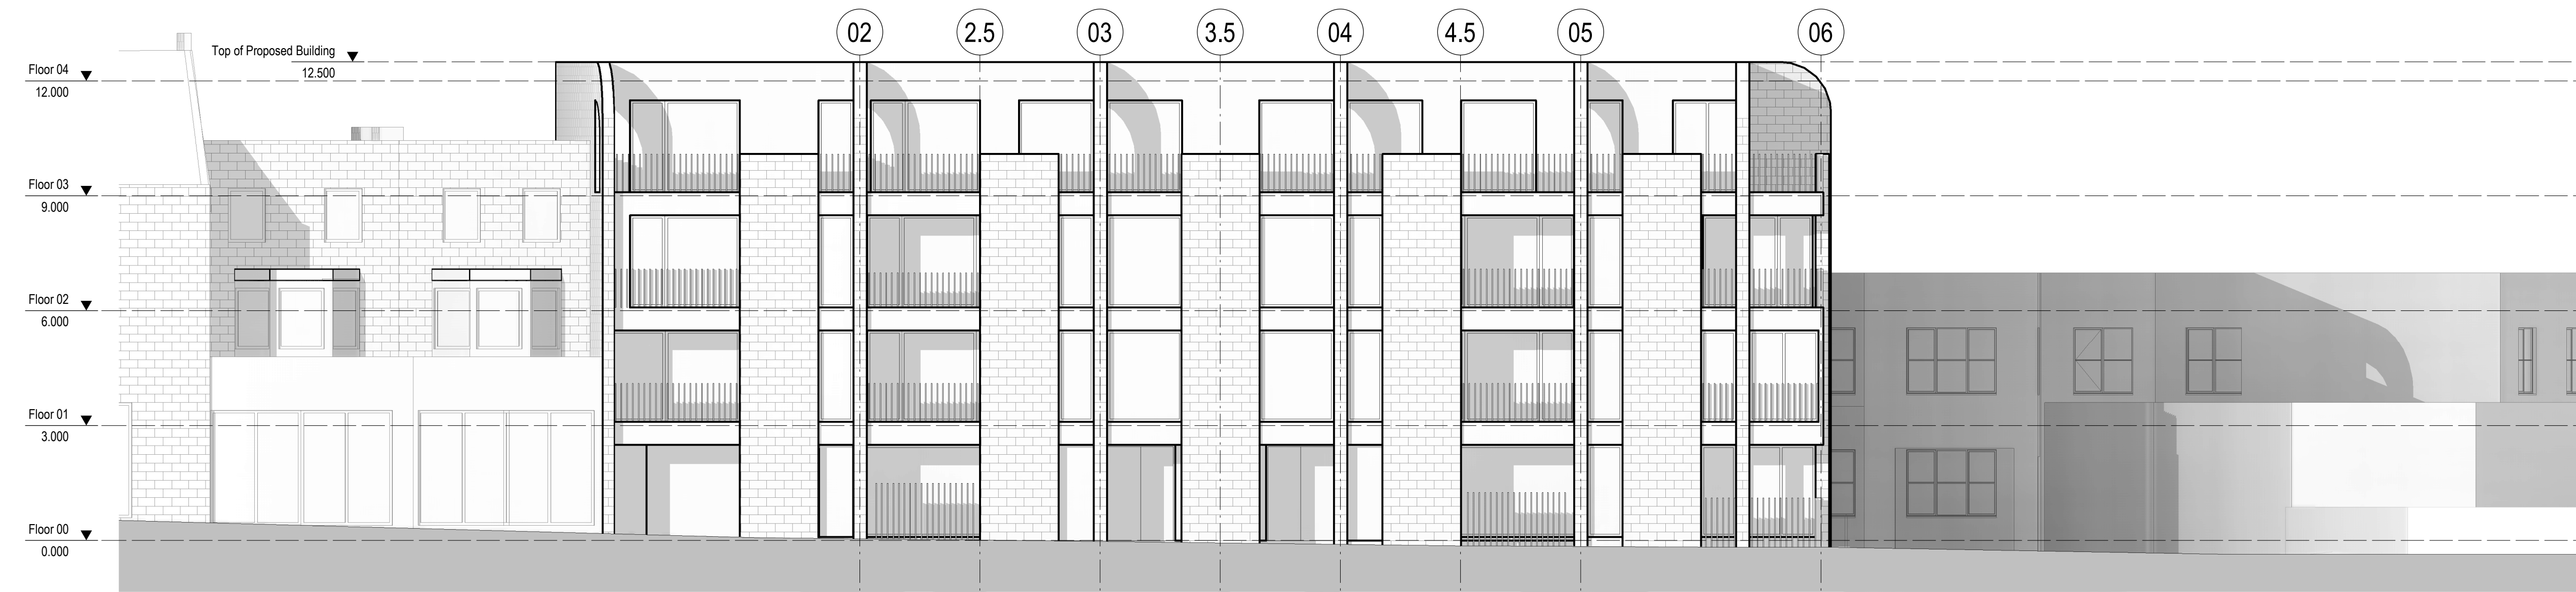 02 2.5 03 3.5 04 4.5 05 06
Top of Proposed Building
12.500
Floor 04
12.000
Floor 03
9.000
Floor 02
6.000
Floor 01
3.000
Floor 00
0.000